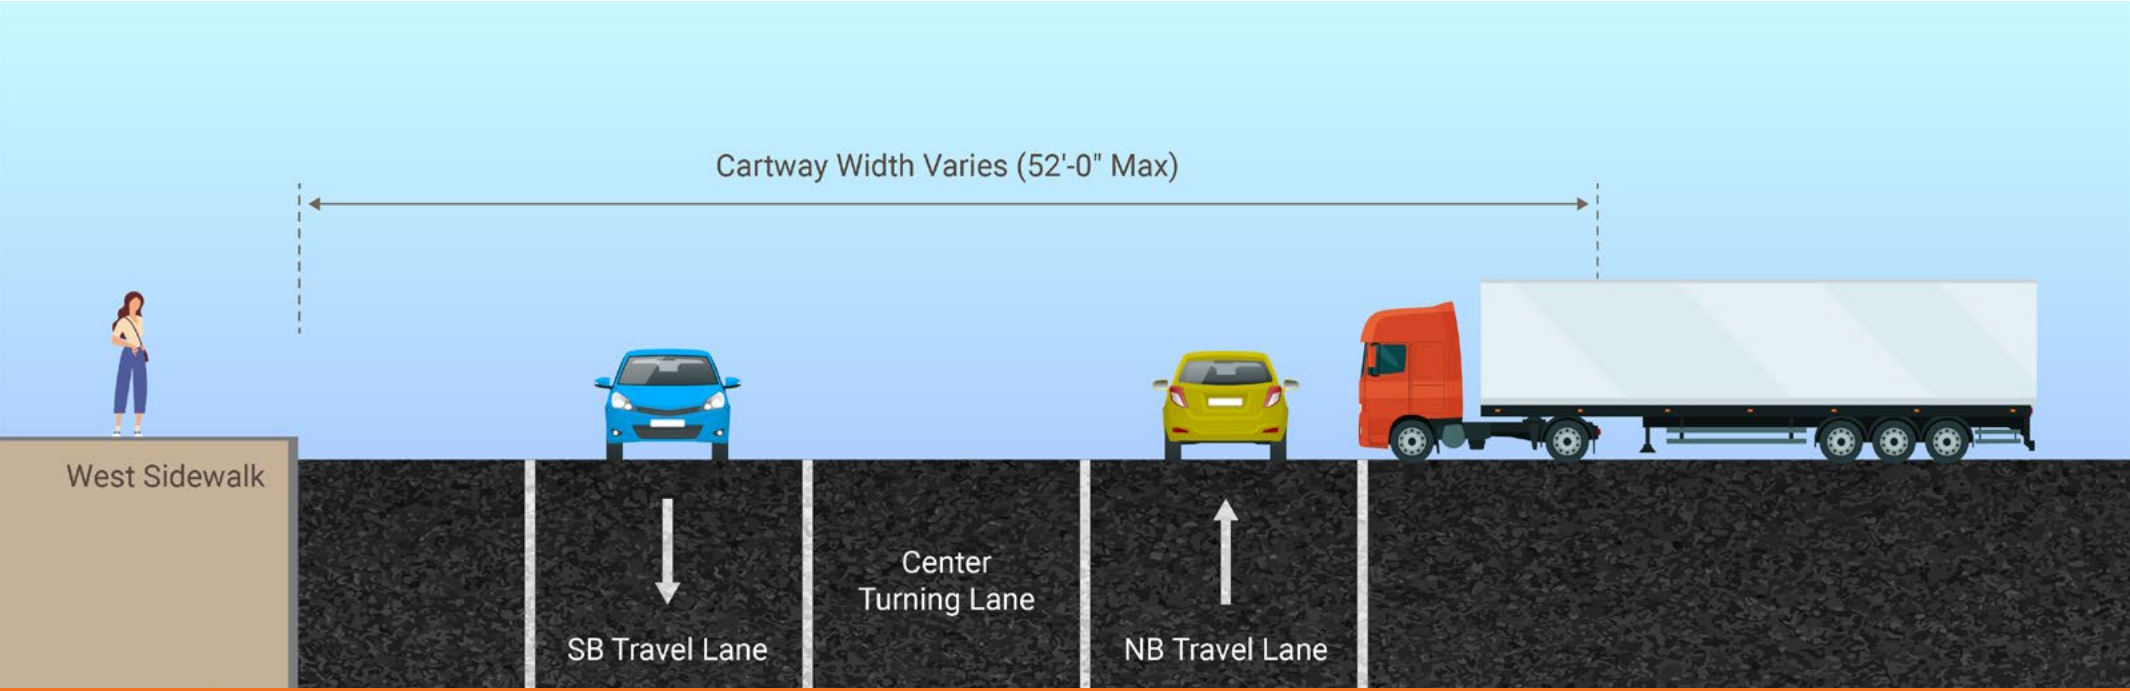 Cartway Width Varies (52'-0" Max)
West Sidewalk
Center
Turning Lane
SB Travel Lane
NB Travel Lane